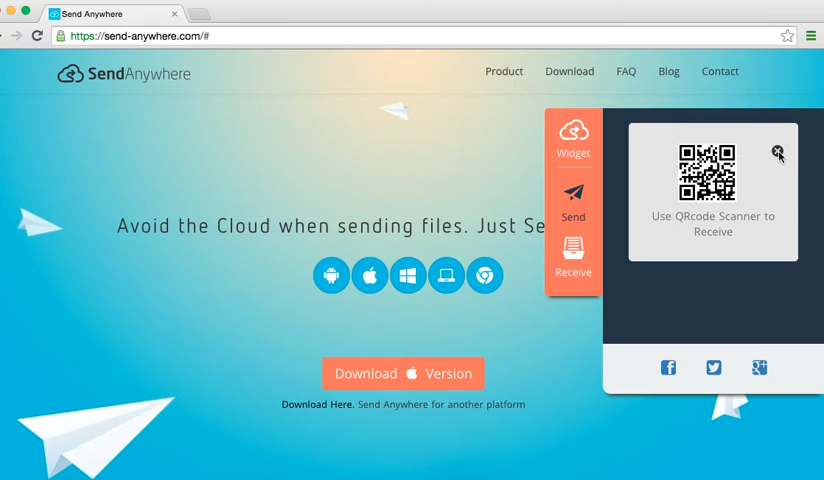 Send Anywhere
https://send-anywhere.com/#
SendAnywhere
Product Download FAQ Blog Contact
Widget
Send
Receive
Use QRcode Scanner to
Receive
Avoid the Cloud when sending files. Just Se
Download Version
Download Here. Send Anywhere for another platform